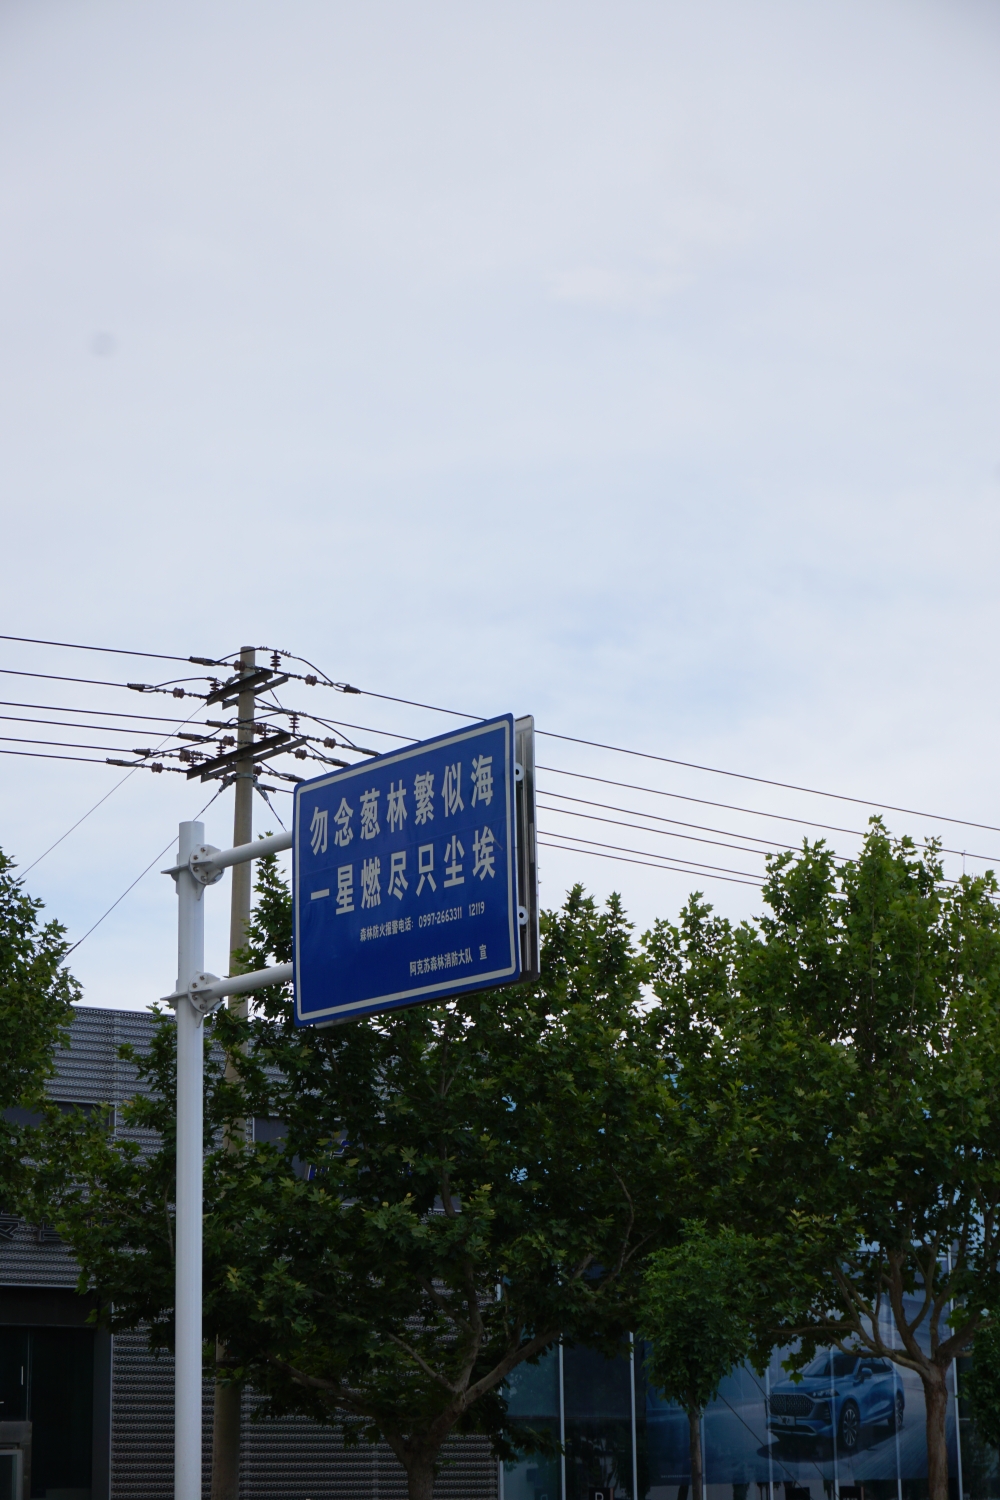 勿念葱林繁似海
一星燃尽只尘埃
森林防火报警电话: 0997-2663311 12119
阿克苏森林消防大队 宣